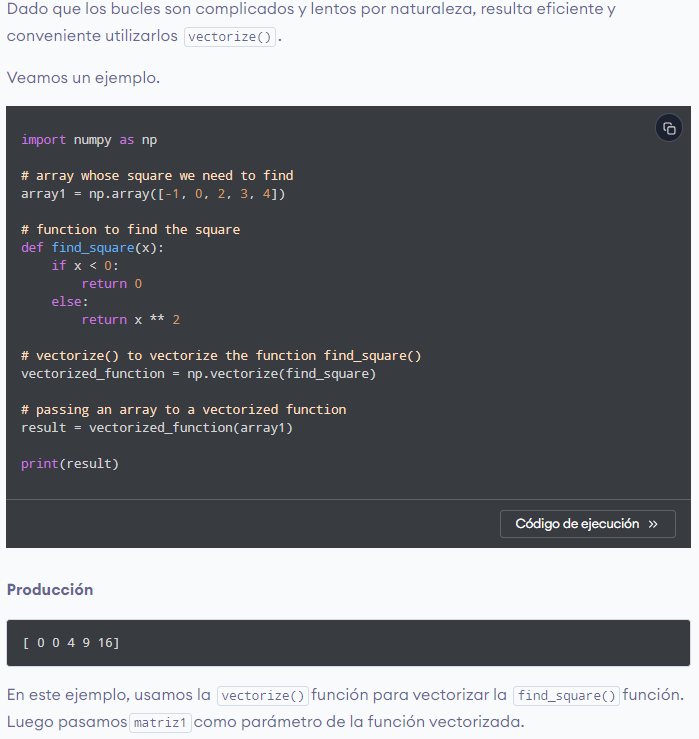 Dado que los bucles son complicados y lentos por naturaleza, resulta eficiente y
conveniente utilizarlos vectorize() .
Veamos un ejemplo.
import numpy as np
# array whose square we need to find
array1 = np.array([-1, 0, 2, 3, 4])
# function to find the square
def find_square(x):
    if x < 0:
        return 0
    else:
        return x ** 2
# vectorize() to vectorize the function find_square()
vectorized_function = np.vectorize(find_square)
# passing an array to a vectorized function
result = vectorized_function(array1)
print(result)
Código de ejecución »
Producción
[ 0 0 4 9 16]
En este ejemplo, usamos la vectorize() función para vectorizar la find_square() función.
Luego pasamos matriz1 como parámetro de la función vectorizada.